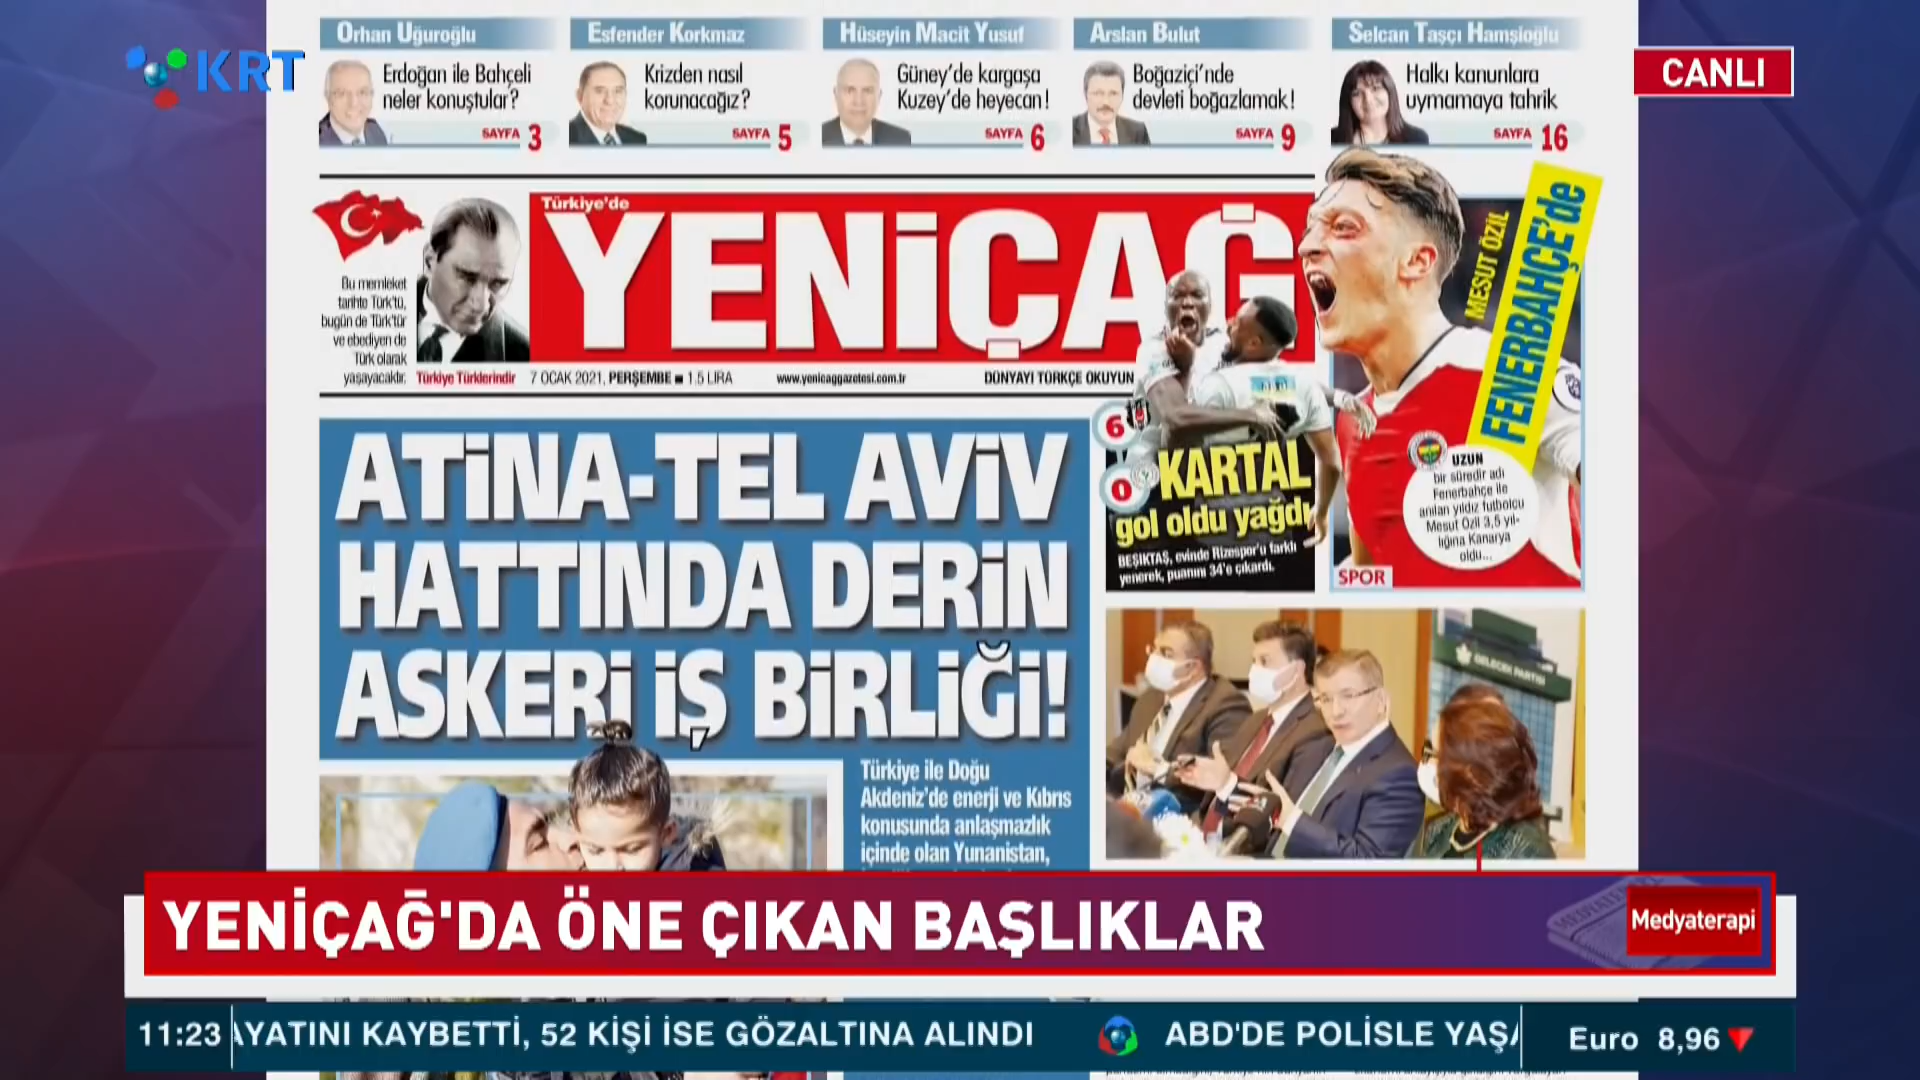 KRT
CANLI
Orhan Uğuroğlu
Erdoğan ile Bahçeli
neler konuştular?
SAYFA 3
Esfender Korkmaz
Krizden nasıl
korunacağız?
SAYFA 5
Hüseyin Macit Yusuf
Güney'de kargaşa
Kuzey'de heyecan!
SAYFA 6
Arslan Bulut
Boğaziçi'nde
devleti boğazlamak!
SAYFA 9
Selcan Taşçı Hamşioğlu
Halkı kanunlara
uymamaya tahrik
SAYFA 16
Bu memleket
tarihte Türk'tü,
bugün de Türk'tür
ve ebediyen de
Türk olarak
yaşayacaktır.
Türkiye Türklerindir
Türkiye'de
YENİÇAĞ
7 OCAK 2021, PERŞEMBE ■ 1.5 LİRA
www.yenicaggazetesi.com.tr
DÜNYAYI TÜRKÇE OKUYUN
MESUT ÖZİL
FENERBAHÇE'de
UZUN
bir süredir adı
Fenerbahçe ile
anılan yıldız futbolcu
Mesut Özil 3,5 yıl-
lığına Kanarya
oldu...
SPOR
6
0
KARTAL
gol oldu yağdı
BEŞİKTAŞ, evinde Rizespor'u farklı
yenerek, puanını 34'e çıkardı.
ATİNA-TEL AVİV
HATTINDA DERİN
ASKERİ İŞ BİRLİĞİ!
Türkiye ile Doğu
Akdeniz'de enerji ve Kıbrıs
konusunda anlaşmazlık
içinde olan Yunanistan,
GELECEK PARTİSİ
YENİÇAĞ'DA ÖNE ÇIKAN BAŞLIKLAR
Medyaterapi
11:23
AYATINI KAYBETTİ, 52 KİŞİ İSE GÖZALTINA ALINDI
ABD'DE POLİSLE YAŞA
Euro 8,96